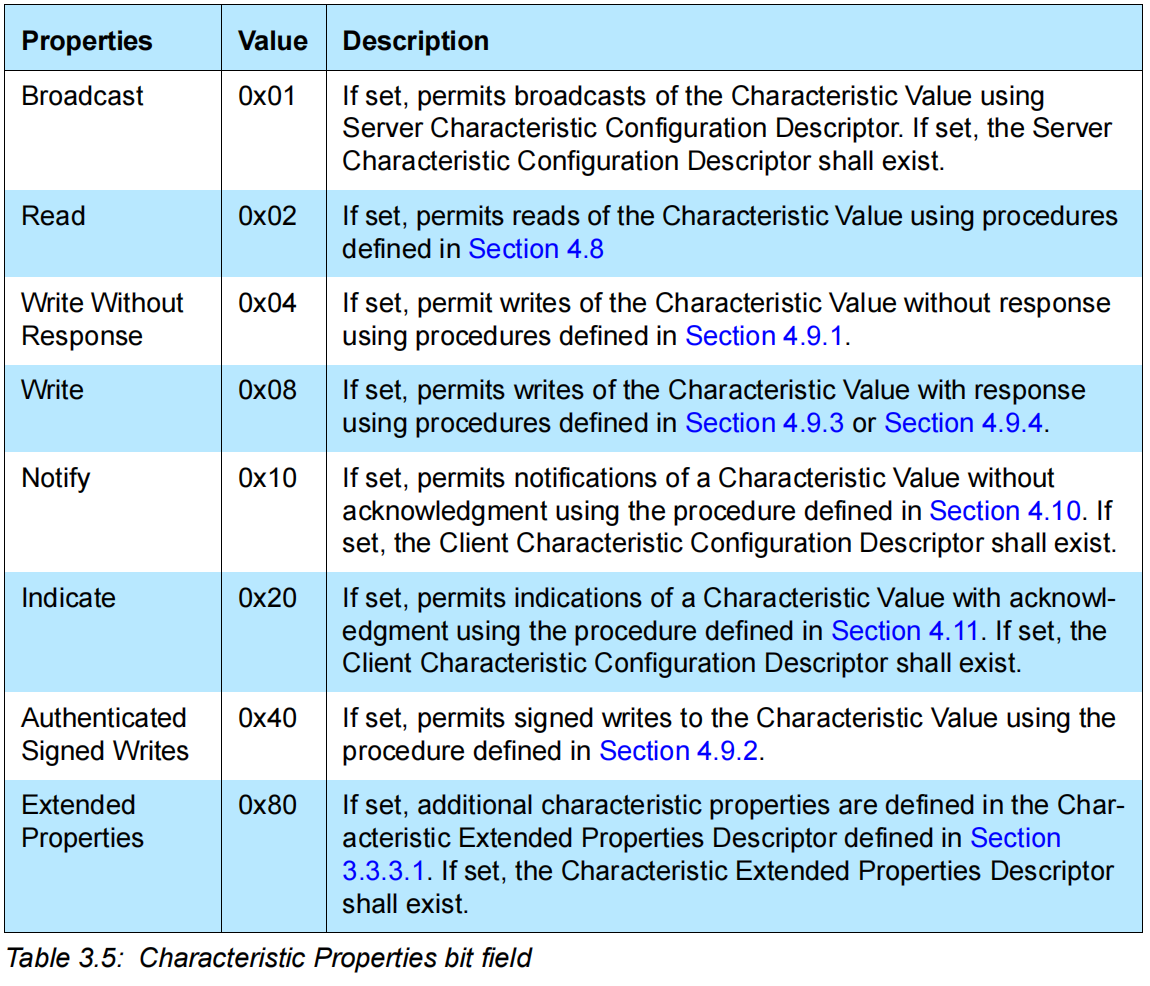 Properties Value Description
Broadcast 0x01 If set, permits broadcasts of the Characteristic Value using
Server Characteristic Configuration Descriptor. If set, the Server
Characteristic Configuration Descriptor shall exist.
Read 0x02 If set, permits reads of the Characteristic Value using procedures
defined in Section 4.8
Write Without 0x04 If set, permit writes of the Characteristic Value without response
Response using procedures defined in Section 4.9.1.
Write 0x08 If set, permits writes of the Characteristic Value with response
using procedures defined in Section 4.9.3 or Section 4.9.4.
Notify 0x10 If set, permits notifications of a Characteristic Value without
acknowledgment using the procedure defined in Section 4.10. If
set, the Client Characteristic Configuration Descriptor shall exist.
Indicate 0x20 If set, permits indications of a Characteristic Value with acknowl-
edgment using the procedure defined in Section 4.11. If set, the
Client Characteristic Configuration Descriptor shall exist.
Authenticated 0x40 If set, permits signed writes to the Characteristic Value using the
Signed Writes procedure defined in Section 4.9.2.
Extended 0x80 If set, additional characteristic properties are defined in the Char-
Properties acteristic Extended Properties Descriptor defined in Section
3.3.3.1. If set, the Characteristic Extended Properties Descriptor
shall exist.
Table 3.5: Characteristic Properties bit field